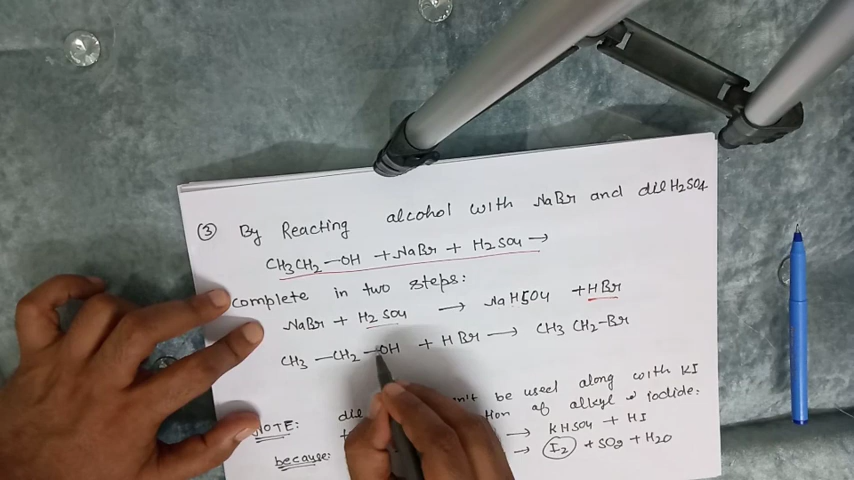 ③ By Reacting alcohol with NaBr and dil H2SO4
CH3CH2—OH + NaBr + H2SO4 →
complete in two steps:
NaBr + H2SO4 → NaHSO4 + HBr
CH3—CH2—OH + HBr → CH3 CH2-Br
NOTE: n't be used along with KI
of alkyl iodide:
because: → KHSO4 + HI
→ I2 + SO2 + H2O